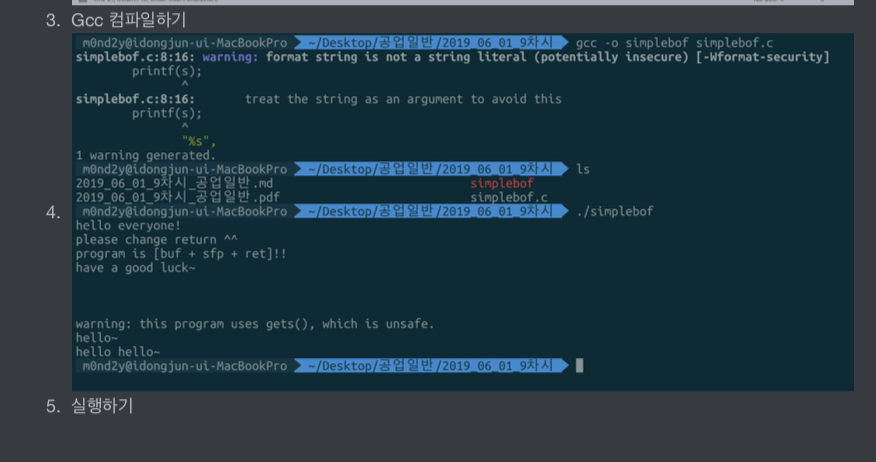 3. Gcc 컴파일하기
m0nd2y@idongjun-ui-MacBookPro ~/Desktop/공업일반/2019_06_01_9차시 gcc -o simplebof simplebof.c
simplebof.c:8:16: warning: format string is not a string literal (potentially insecure) [-Wformat-security]
printf(s);
^
simplebof.c:8:16: treat the string as an argument to avoid this
printf(s);
^
"%s",
1 warning generated.
m0nd2y@idongjun-ui-MacBookPro ~/Desktop/공업일반/2019_06_01_9차시 ls
2019_06_01_9차시_공업일반.md simplebof
2019_06_01_9차시_공업일반.pdf simplebof.c
4. m0nd2y@idongjun-ui-MacBookPro ~/Desktop/공업일반/2019_06_01_9차시 ./simplebof
hello everyone!
please change return ^^
program is [buf + sfp + ret]!!
have a good luck~
warning: this program uses gets(), which is unsafe.
hello~
hello hello~
m0nd2y@idongjun-ui-MacBookPro ~/Desktop/공업일반/2019_06_01_9차시
5. 실행하기